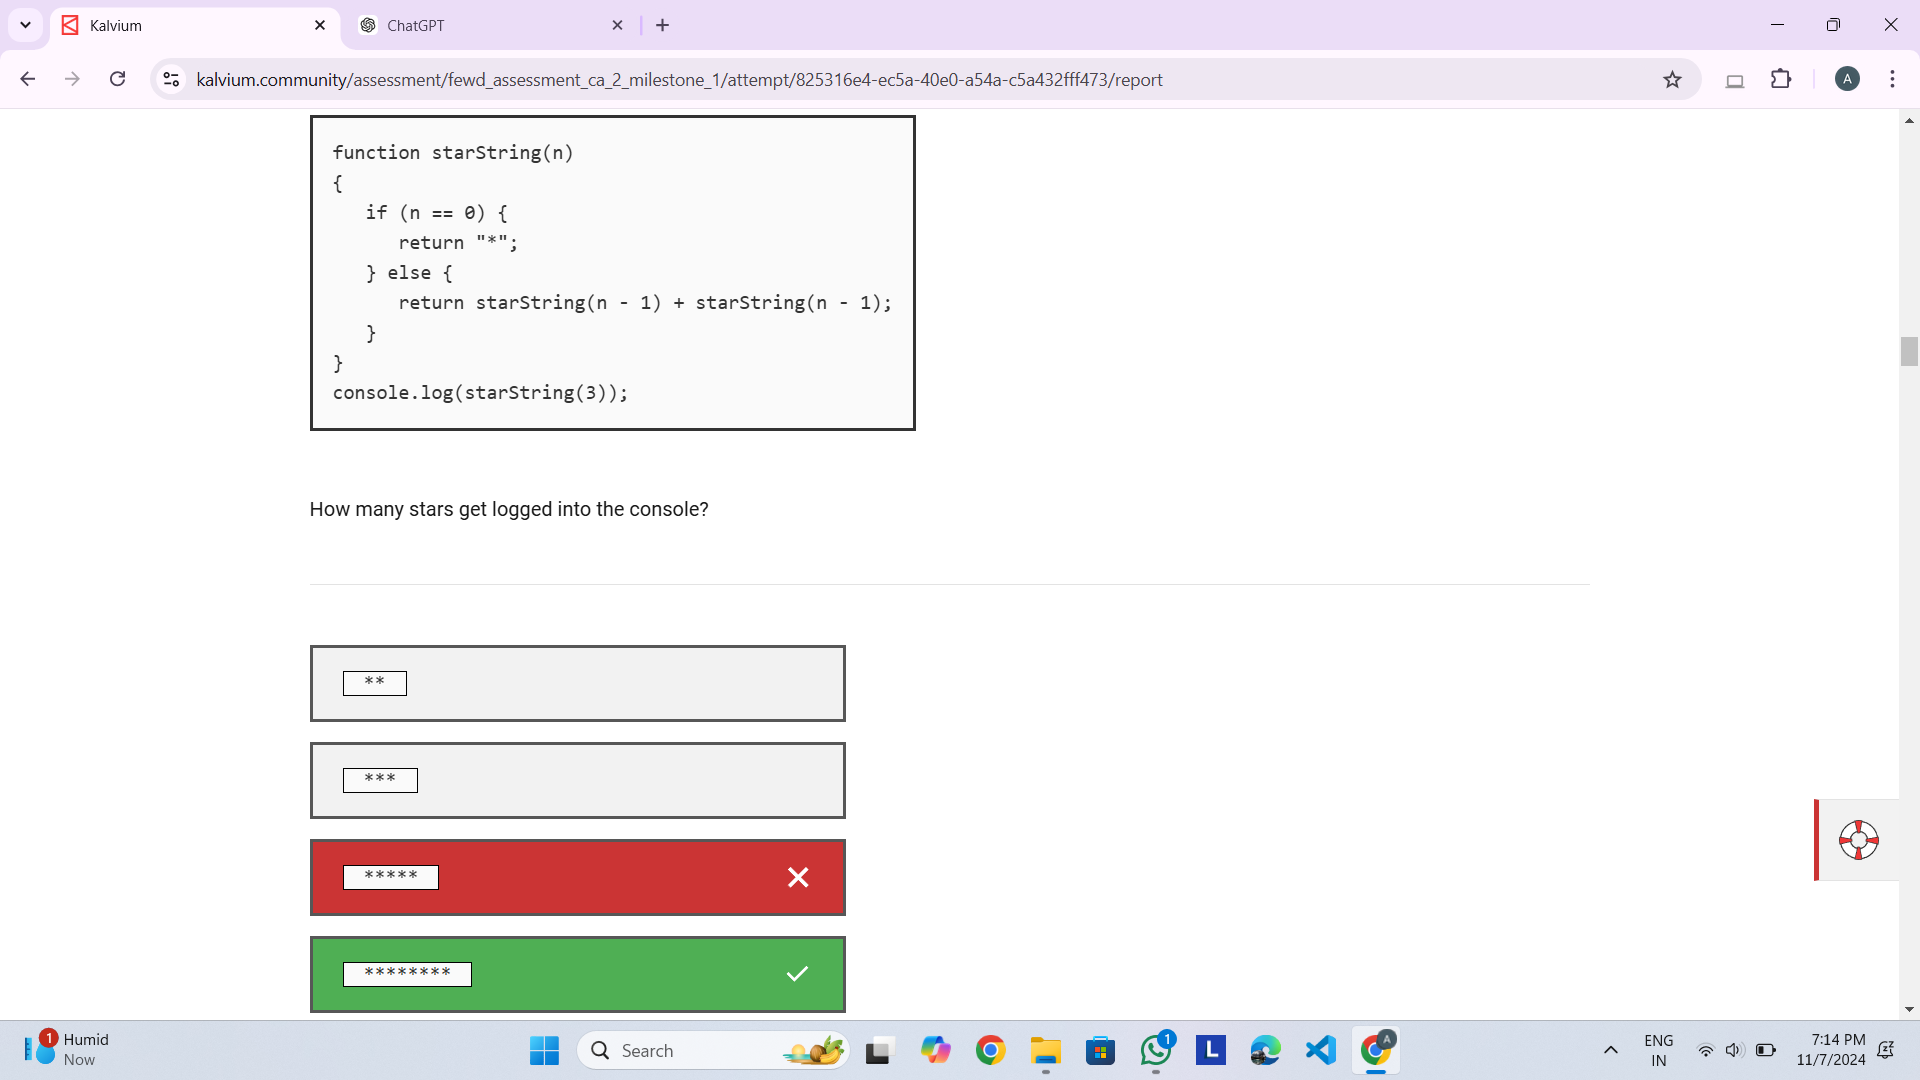 Kalvium
ChatGPT
kalvium.community/assessment/fewd_assessment_ca_2_milestone_1/attempt/825316e4-ec5a-40e0-a54a-c5a432fff473/report
A
function starString(n)
{
   if (n == 0) {
      return "*";
   } else {
      return starString(n - 1) + starString(n - 1);
   }
}
console.log(starString(3));
How many stars get logged into the console?
**
***
*****
********
1
Humid
Now
Search
1
L
A
ENG
IN
7:14 PM
11/7/2024